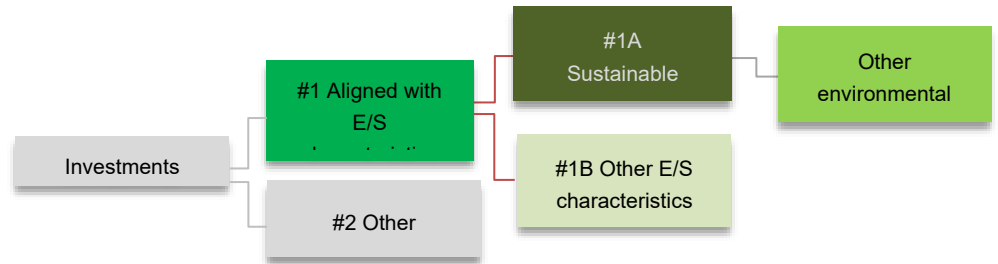 Investments
#1 Aligned with
E/S
#2 Other
#1A
Sustainable
#1B Other E/S
characteristics
Other
environmental